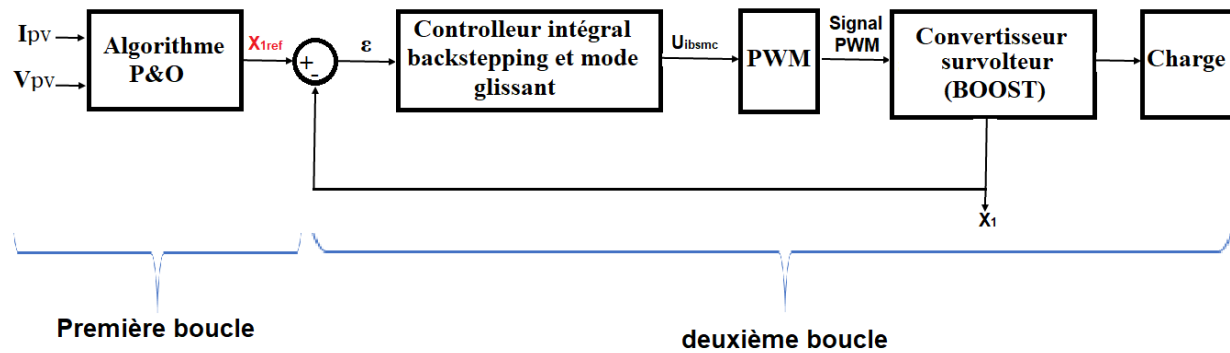 Ipv
Vpv
Algorithme
P&O
X1ref
+
-
ε
Controlleur intégral
backstepping et mode
glissant
Uibsmc
PWM
Signal
PWM
Convertisseur
survolteur
(BOOST)
Charge
X1
Première boucle
deuxième boucle